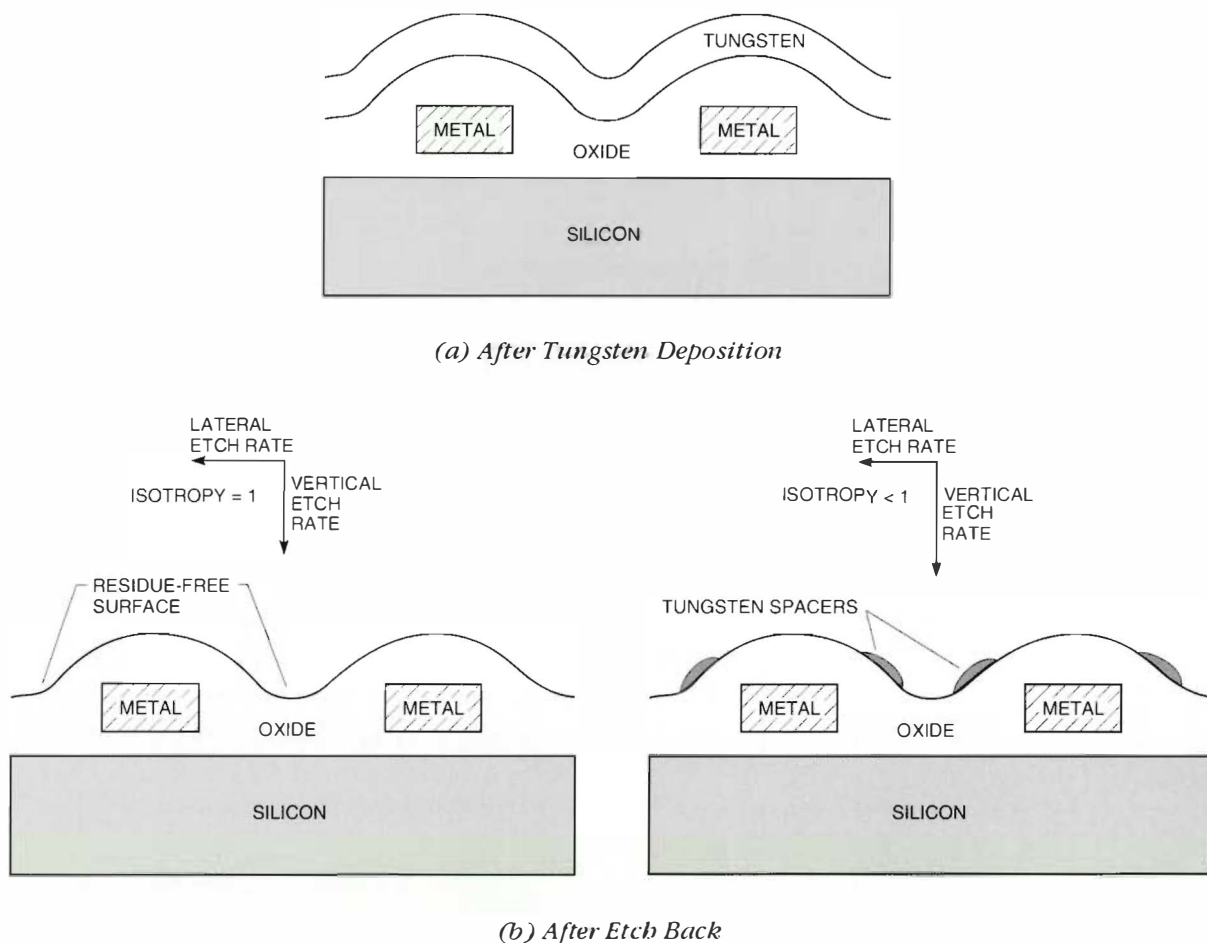 TUNGSTEN
METAL
METAL
OXIDE
SILICON
(a) After Tungsten Deposition
LATERAL
ETCH RATE
ISOTROPY = 1
VERTICAL
ETCH
RATE
RESIDUE-FREE
SURFACE
METAL
METAL
OXIDE
SILICON
LATERAL
ETCH RATE
ISOTROPY < 1
VERTICAL
ETCH
RATE
TUNGSTEN SPACERS
METAL
METAL
OXIDE
SILICON
(b) After Etch Back